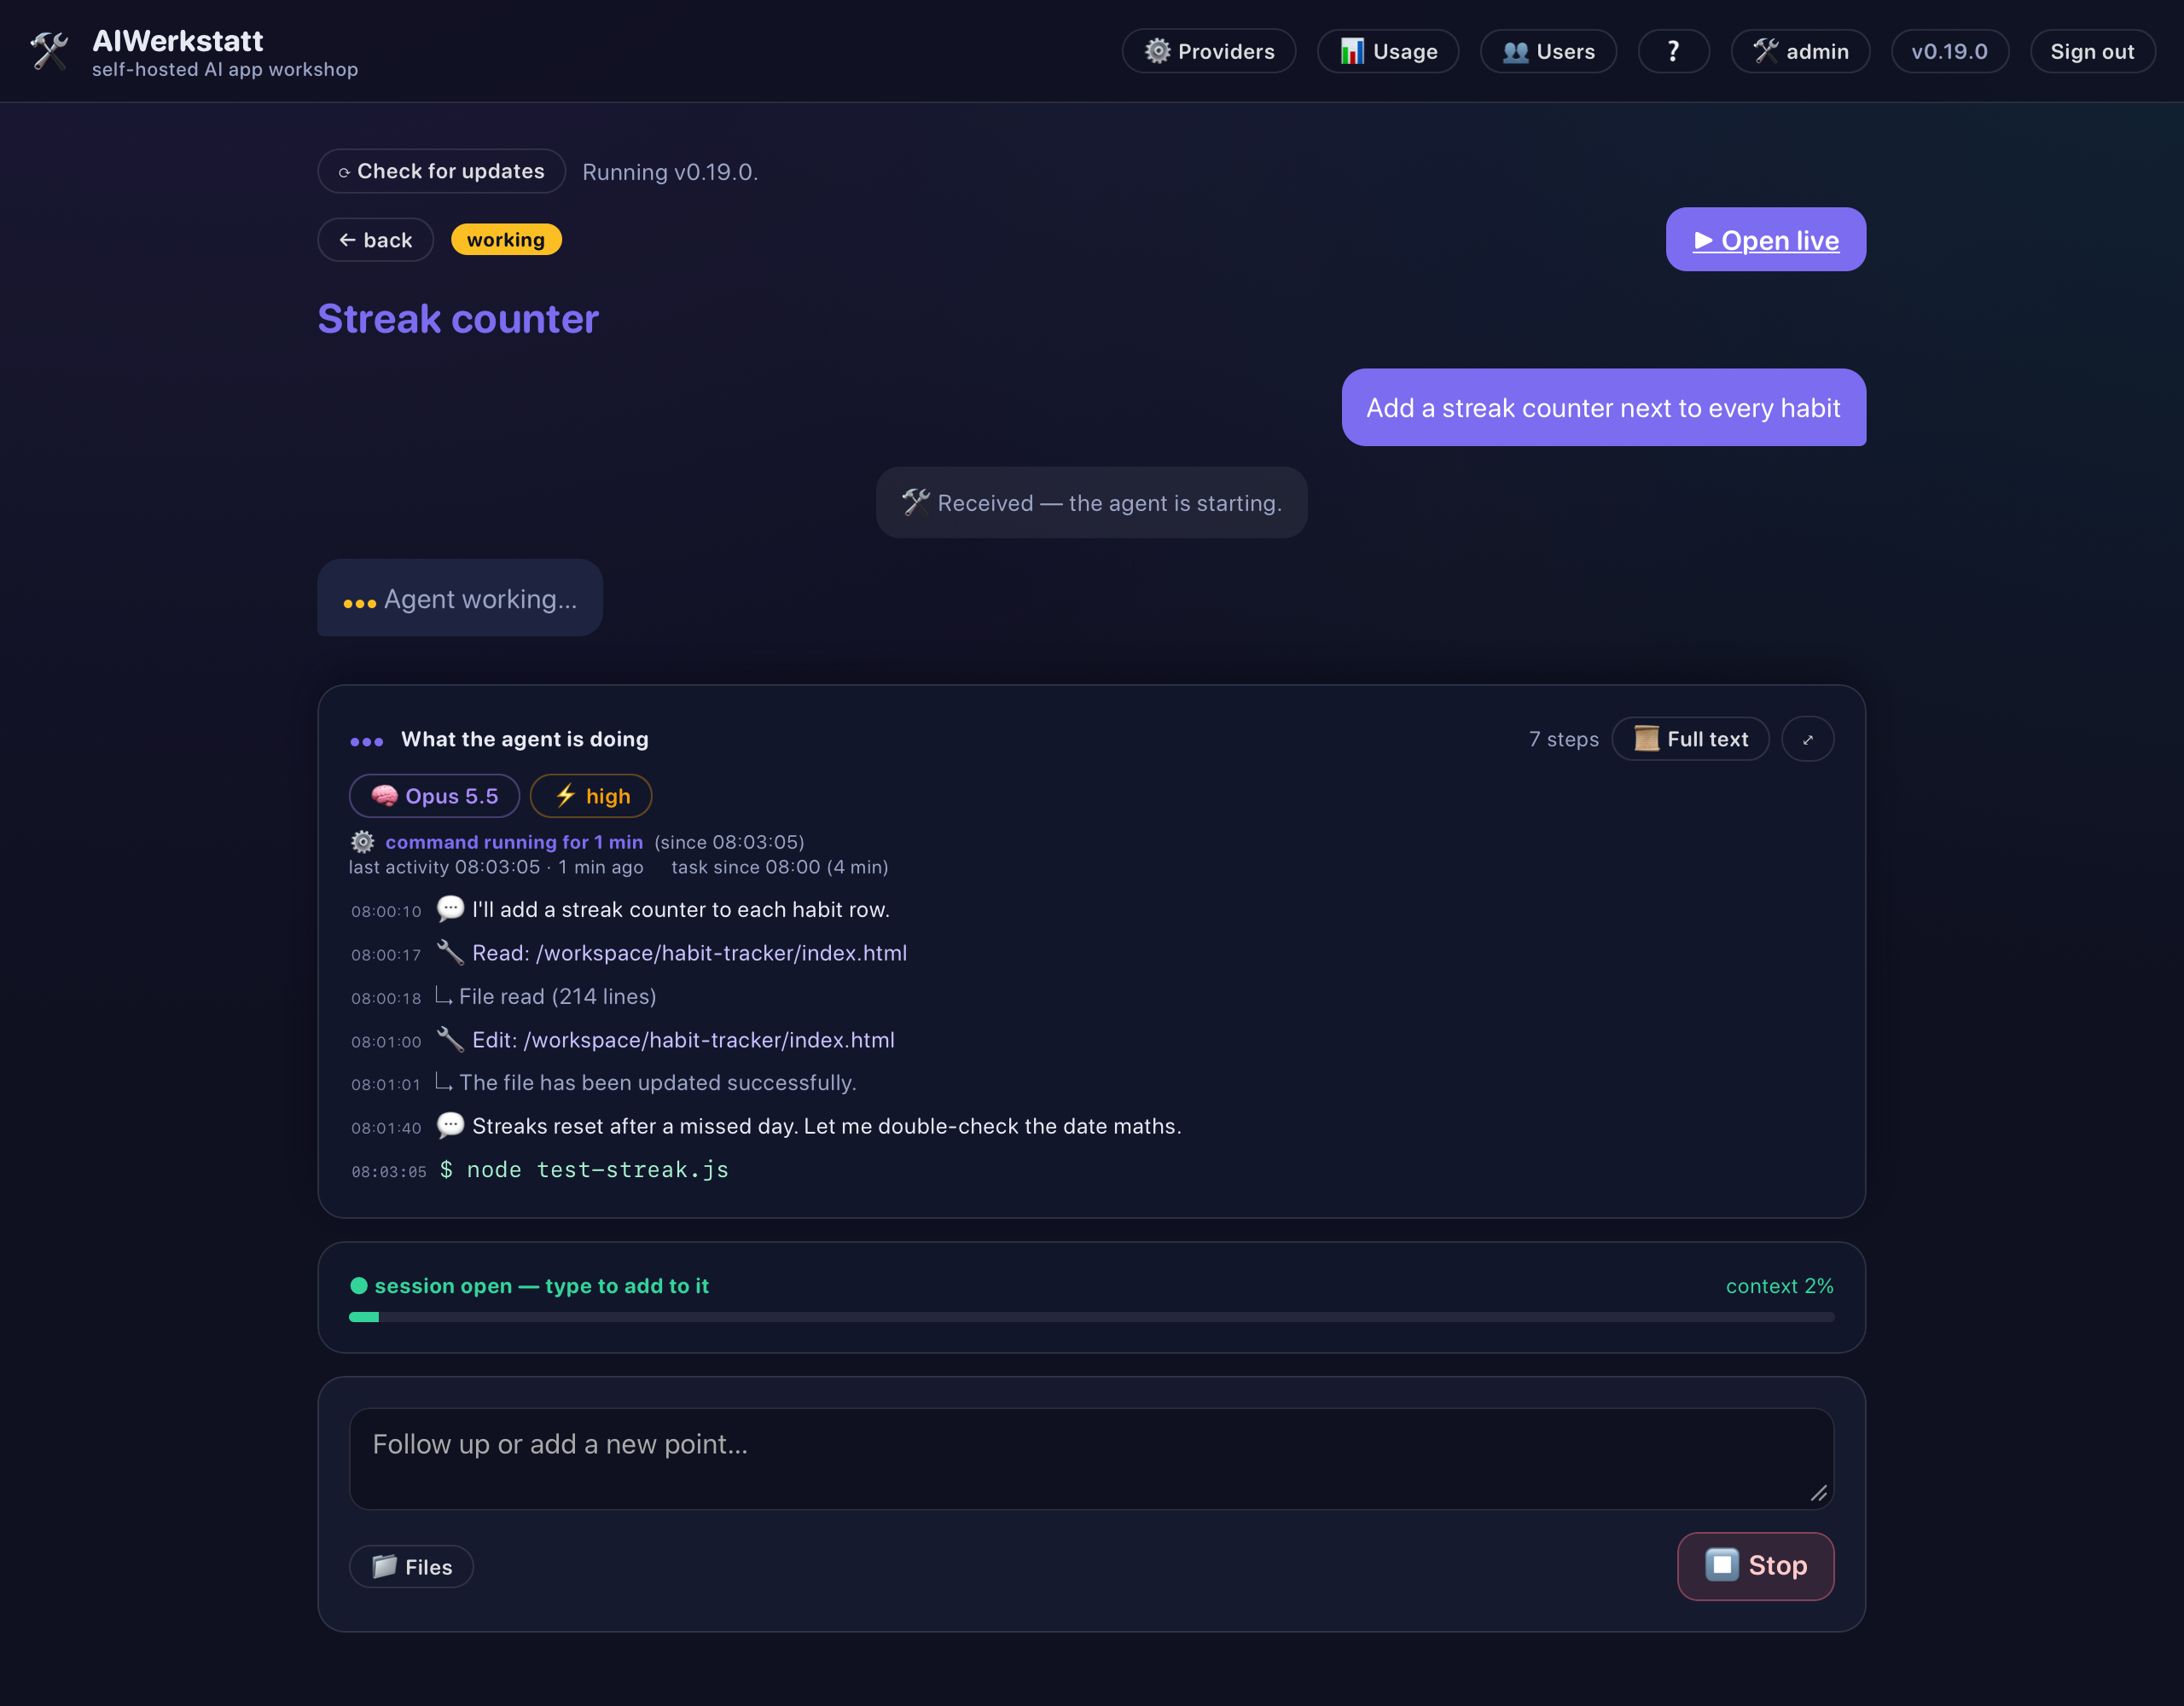 AIWerkstatt
self-hosted AI app workshop
Providers
Usage
Users
?
admin
v0.19.0
Sign out
Check for updates
Running v0.19.0.
← back
working
▶ Open live
Streak counter
Add a streak counter next to every habit
Received — the agent is starting.
Agent working...
What the agent is doing
7 steps
Full text
Opus 5.5
high
command running for 1 min (since 08:03:05)
last activity 08:03:05 · 1 min ago task since 08:00 (4 min)
08:00:10 I'll add a streak counter to each habit row.
08:00:17 Read: /workspace/habit-tracker/index.html
08:00:18 File read (214 lines)
08:01:00 Edit: /workspace/habit-tracker/index.html
08:01:01 The file has been updated successfully.
08:01:40 Streaks reset after a missed day. Let me double-check the date maths.
08:03:05 $ node test-streak.js
session open — type to add to it
context 2%
Follow up or add a new point...
Files
Stop